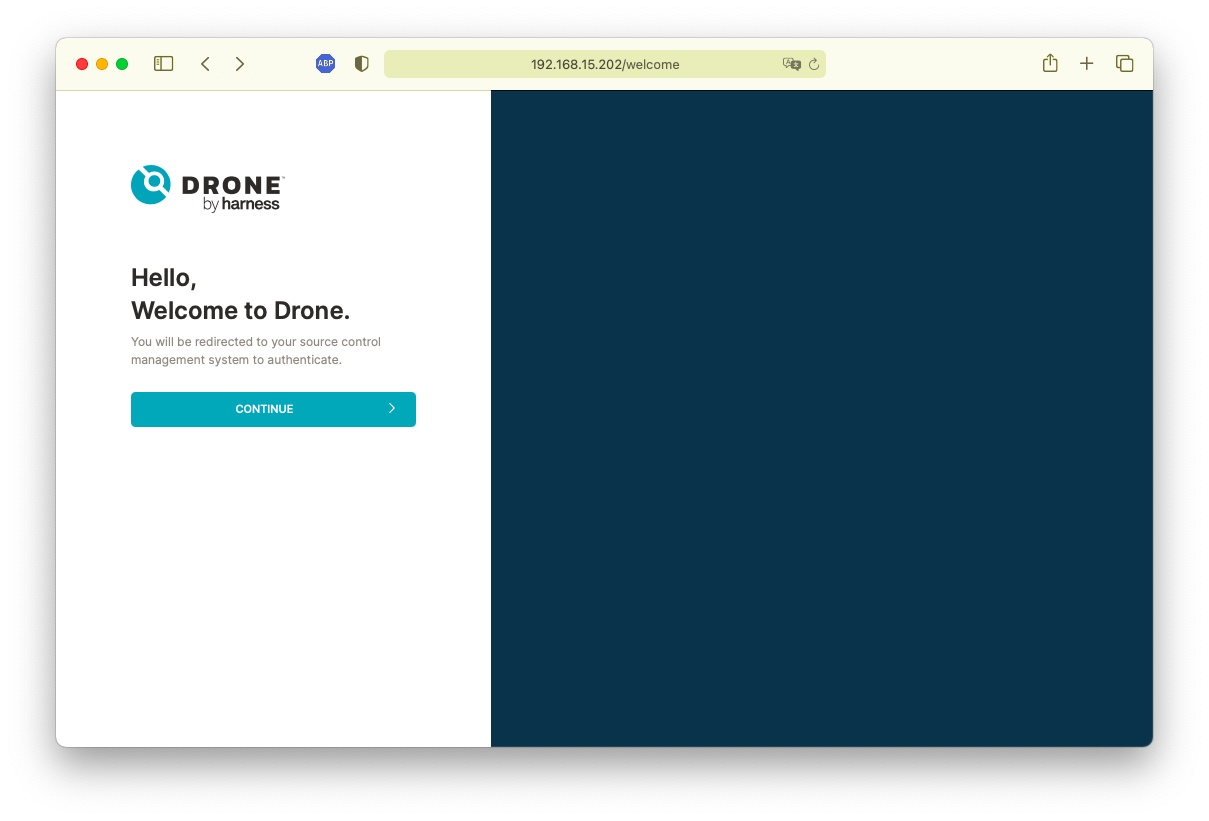 ABP
192.168.15.202/welcome
DRONE™
by harness
Hello,
Welcome to Drone.
You will be redirected to your source control
management system to authenticate.
CONTINUE